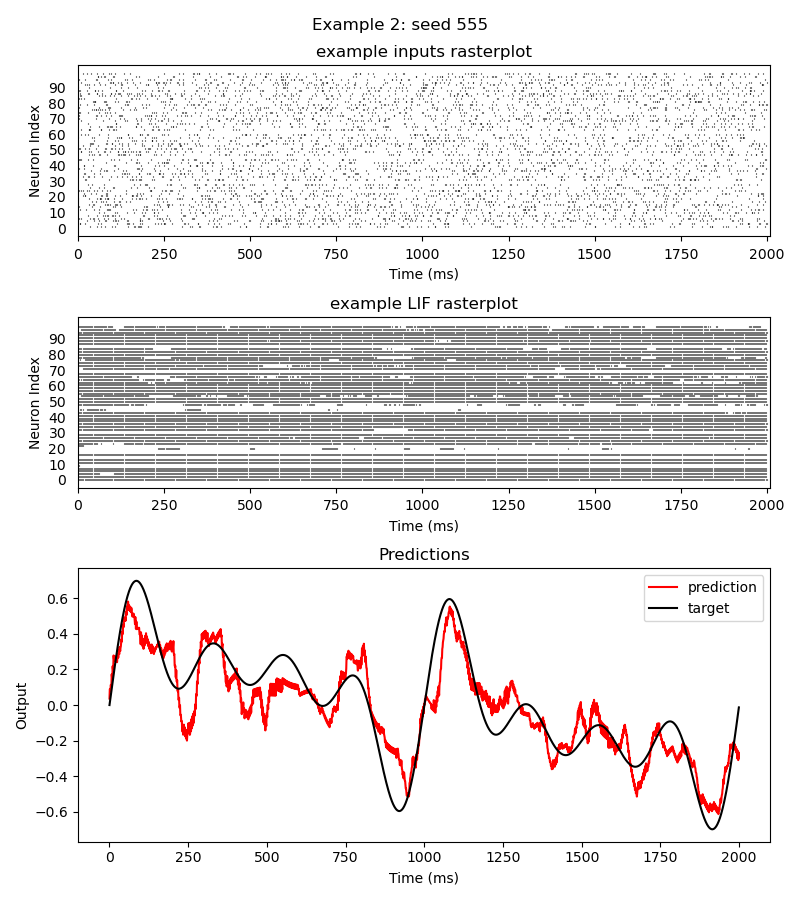 Example 2: seed 555
example inputs rasterplot
Neuron Index
90
80
70
60
50
40
30
20
10
0
0 250 500 750 1000 1250 1500 1750 2000
Time (ms)
example LIF rasterplot
Neuron Index
90
80
70
60
50
40
30
20
10
0
0 250 500 750 1000 1250 1500 1750 2000
Time (ms)
Predictions
Output
0.6
0.4
0.2
0.0
−0.2
−0.4
−0.6
prediction
target
0 250 500 750 1000 1250 1500 1750 2000
Time (ms)